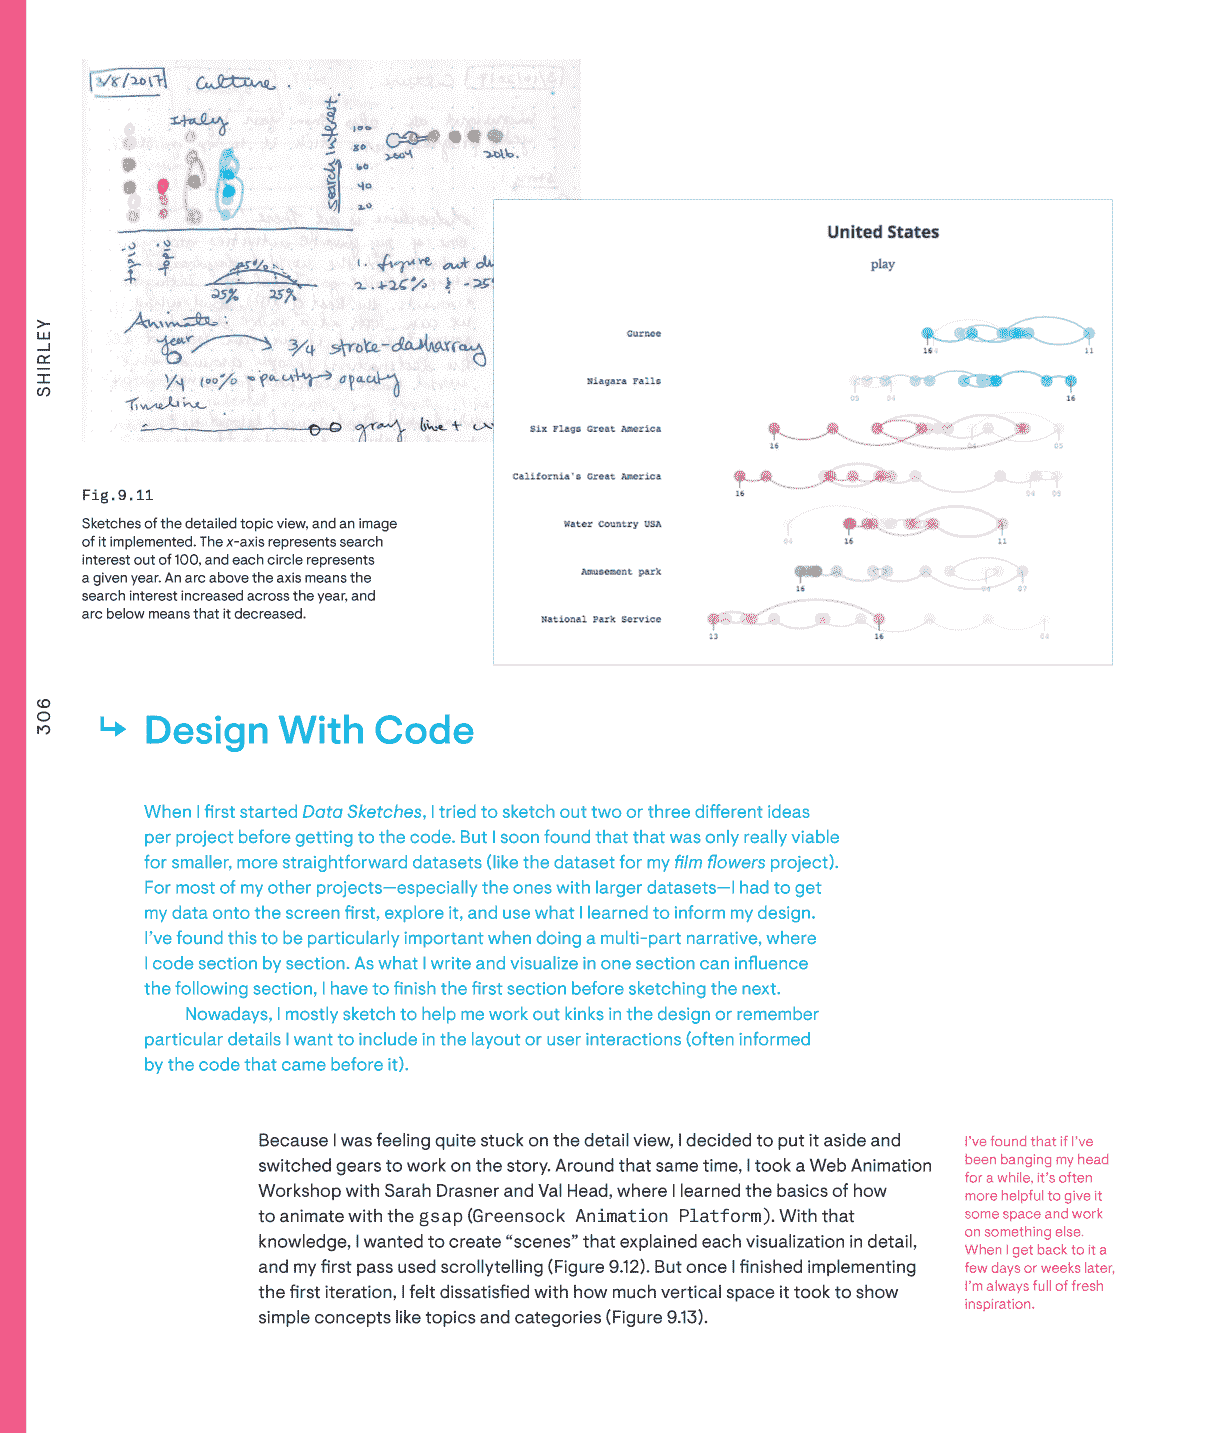 3/8/2017 Culture.
Italy
search interest.
100
80
60
40
20
2004 2016.
topic topic
25%
25% 25%
1. figure out
2. +25% & -25%
Animate:
year
3/4 stroke-dasharray
1/4 100% opacity → opacity
Timeline
gray line +
United States
play
Gurnee
16 11
Niagara Falls
05 04 16
Six Flags Great America
16 04 05
California's Great America
16 04 05
Water Country USA
04 16 11
Amusement park
16 07
National Park Service
13 16 04
SHIRLEY
306
Fig.9.11
Sketches of the detailed topic view, and an image
of it implemented. The x-axis represents search
interest out of 100, and each circle represents
a given year. An arc above the axis means the
search interest increased across the year, and
arc below means that it decreased.
↳ Design With Code
When I first started Data Sketches, I tried to sketch out two or three different ideas
per project before getting to the code. But I soon found that that was only really viable
for smaller, more straightforward datasets (like the dataset for my film flowers project).
For most of my other projects—especially the ones with larger datasets—I had to get
my data onto the screen first, explore it, and use what I learned to inform my design.
I've found this to be particularly important when doing a multi-part narrative, where
I code section by section. As what I write and visualize in one section can influence
the following section, I have to finish the first section before sketching the next.
Nowadays, I mostly sketch to help me work out kinks in the design or remember
particular details I want to include in the layout or user interactions (often informed
by the code that came before it).
Because I was feeling quite stuck on the detail view, I decided to put it aside and
switched gears to work on the story. Around that same time, I took a Web Animation
Workshop with Sarah Drasner and Val Head, where I learned the basics of how
to animate with the gsap (Greensock Animation Platform). With that
knowledge, I wanted to create “scenes” that explained each visualization in detail,
and my first pass used scrollytelling (Figure 9.12). But once I finished implementing
the first iteration, I felt dissatisfied with how much vertical space it took to show
simple concepts like topics and categories (Figure 9.13).
I've found that if I've
been banging my head
for a while, it's often
more helpful to give it
some space and work
on something else.
When I get back to it a
few days or weeks later,
I'm always full of fresh
inspiration.